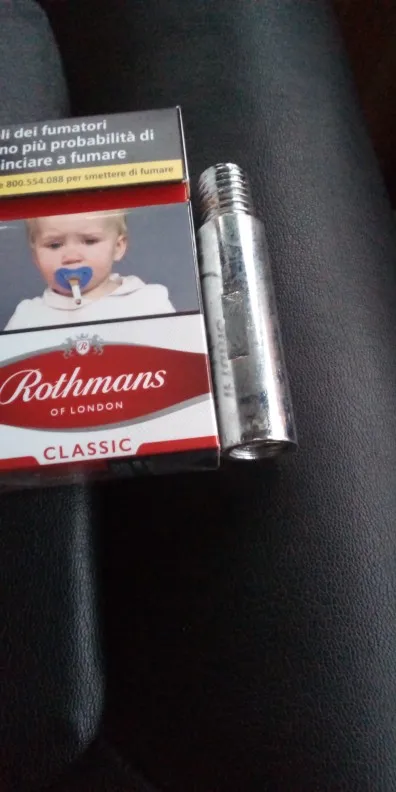 li dei fumatori
no più probabilità di
inciare a fumare
e 800.554.088 per smettere di fumare
R
Rothmans
OF LONDON
CLASSIC